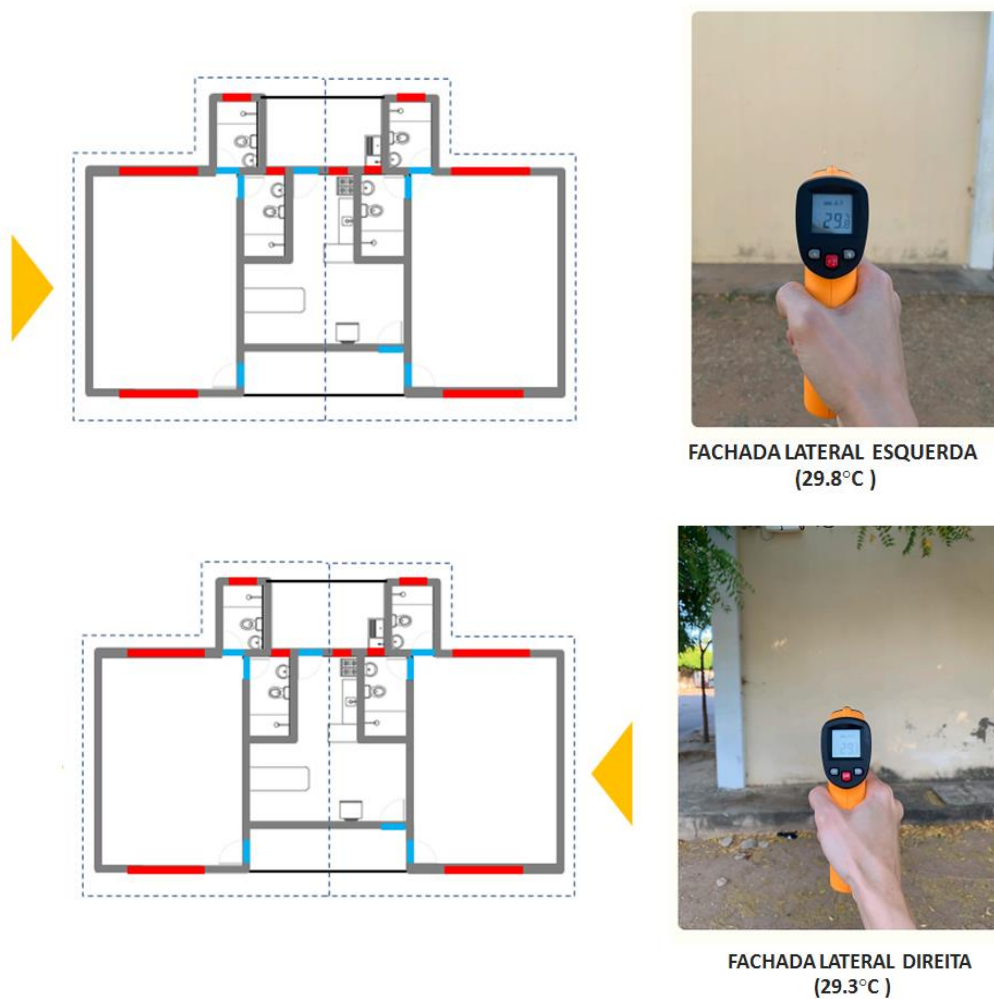 FACHADA LATERAL ESQUERDA
(29.8°C )
FACHADA LATERAL DIREITA
(29.3°C )